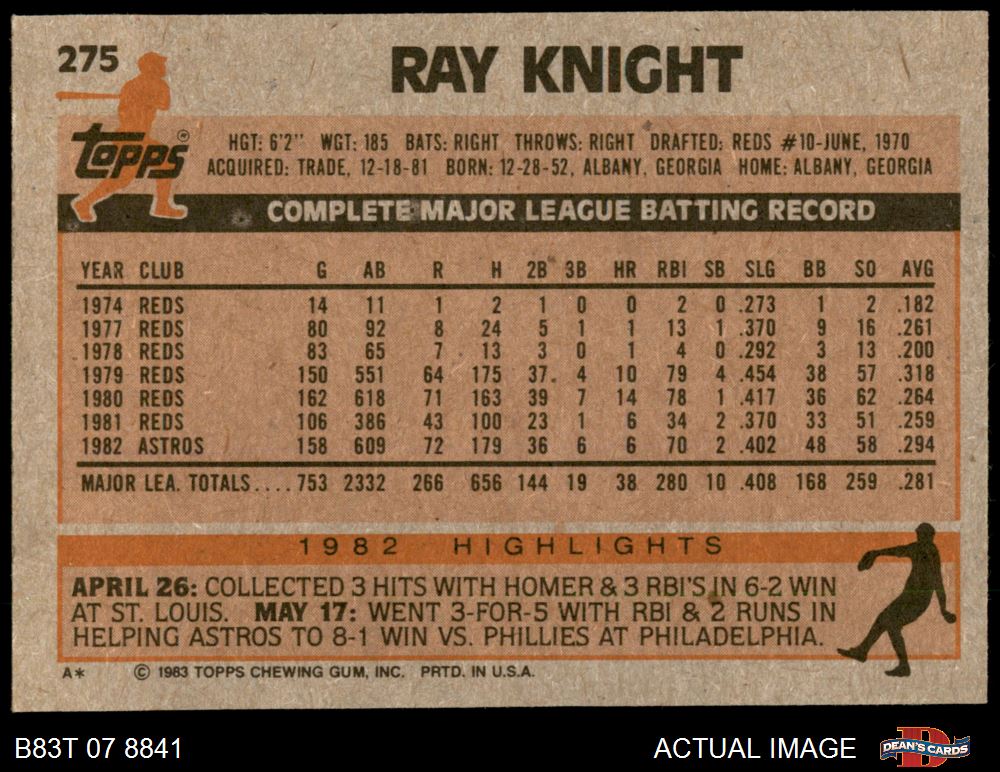 275
RAY KNIGHT
Topps®
HGT: 6'2" WGT: 185 BATS: RIGHT THROWS: RIGHT DRAFTED: REDS #10-JUNE, 1970
ACQUIRED: TRADE, 12-18-81 BORN: 12-28-52, ALBANY, GEORGIA HOME: ALBANY, GEORGIA
COMPLETE MAJOR LEAGUE BATTING RECORD
YEAR CLUB G AB R H 2B 3B HR RBI SB SLG BB SO AVG
1974 REDS 14 11 1 2 1 0 0 2 0 .273 1 2 .182
1977 REDS 80 92 8 24 5 1 1 13 1 .370 9 16 .261
1978 REDS 83 65 7 13 3 0 1 4 0 .292 3 13 .200
1979 REDS 150 551 64 175 37 4 10 79 4 .454 38 57 .318
1980 REDS 162 618 71 163 39 7 14 78 1 .417 36 62 .264
1981 REDS 106 386 43 100 23 1 6 34 2 .370 33 51 .259
1982 ASTROS 158 609 72 179 36 6 6 70 2 .402 48 58 .294
MAJOR LEA. TOTALS.... 753 2332 266 656 144 19 38 280 10 .408 168 259 .281
1982 HIGHLIGHTS
APRIL 26: COLLECTED 3 HITS WITH HOMER & 3 RBI'S IN 6-2 WIN
AT ST. LOUIS. MAY 17: WENT 3-FOR-5 WITH RBI & 2 RUNS IN
HELPING ASTROS TO 8-1 WIN VS. PHILLIES AT PHILADELPHIA.
A* © 1983 TOPPS CHEWING GUM, INC. PRTD. IN U.S.A.
B83T 07 8841 ACTUAL IMAGE D DEAN'S CARDS